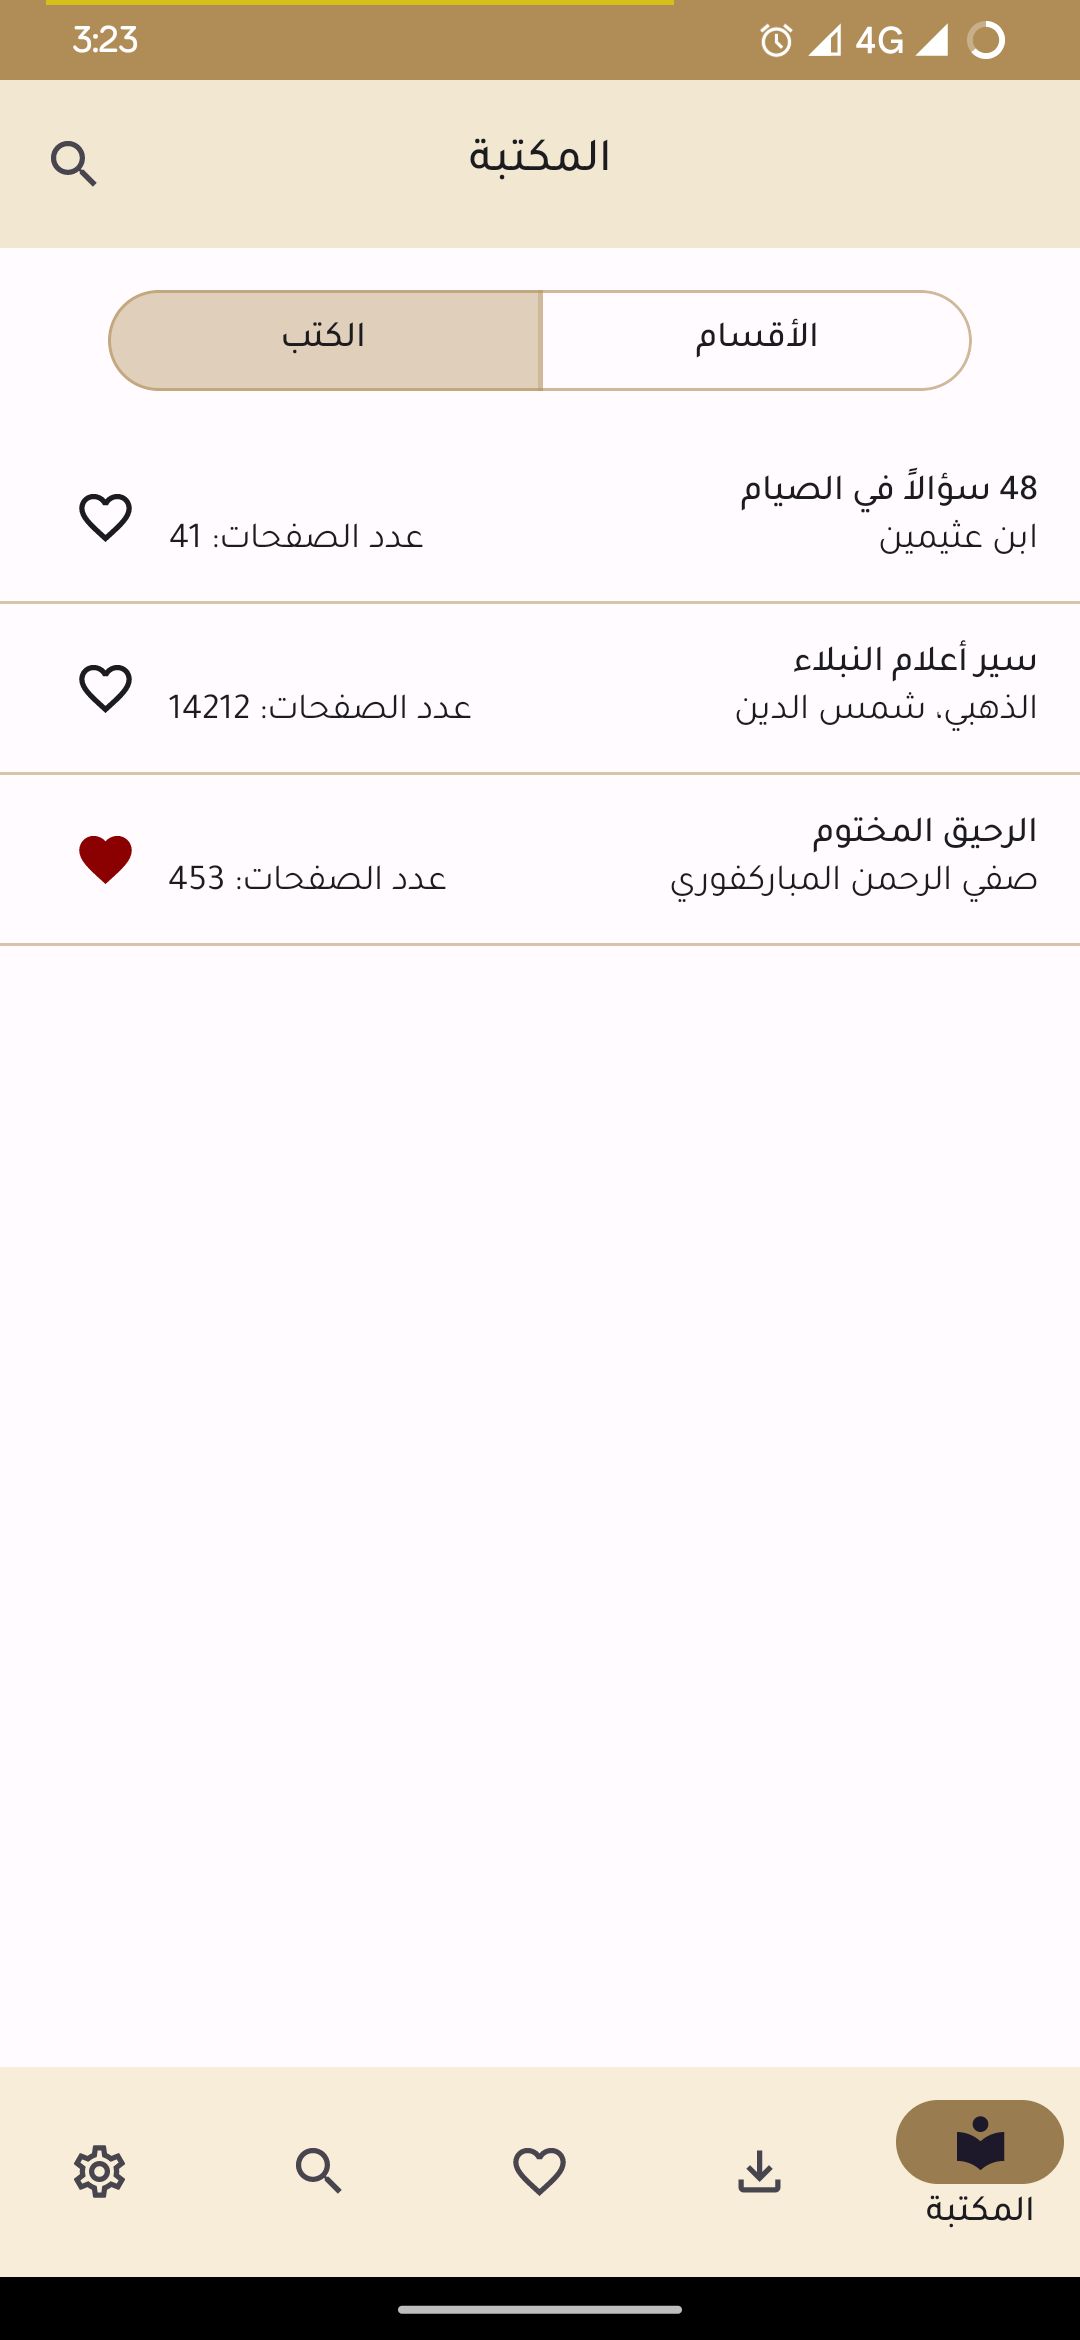 3:23
4G
المكتبة
الأقسام
الكتب
48 سؤالاً في الصيام
ابن عثيمين
عدد الصفحات: 41
سير أعلام النبلاء
الذهبي، شمس الدين
عدد الصفحات: 14212
الرحيق المختوم
صفي الرحمن المباركفوري
عدد الصفحات: 453
المكتبة